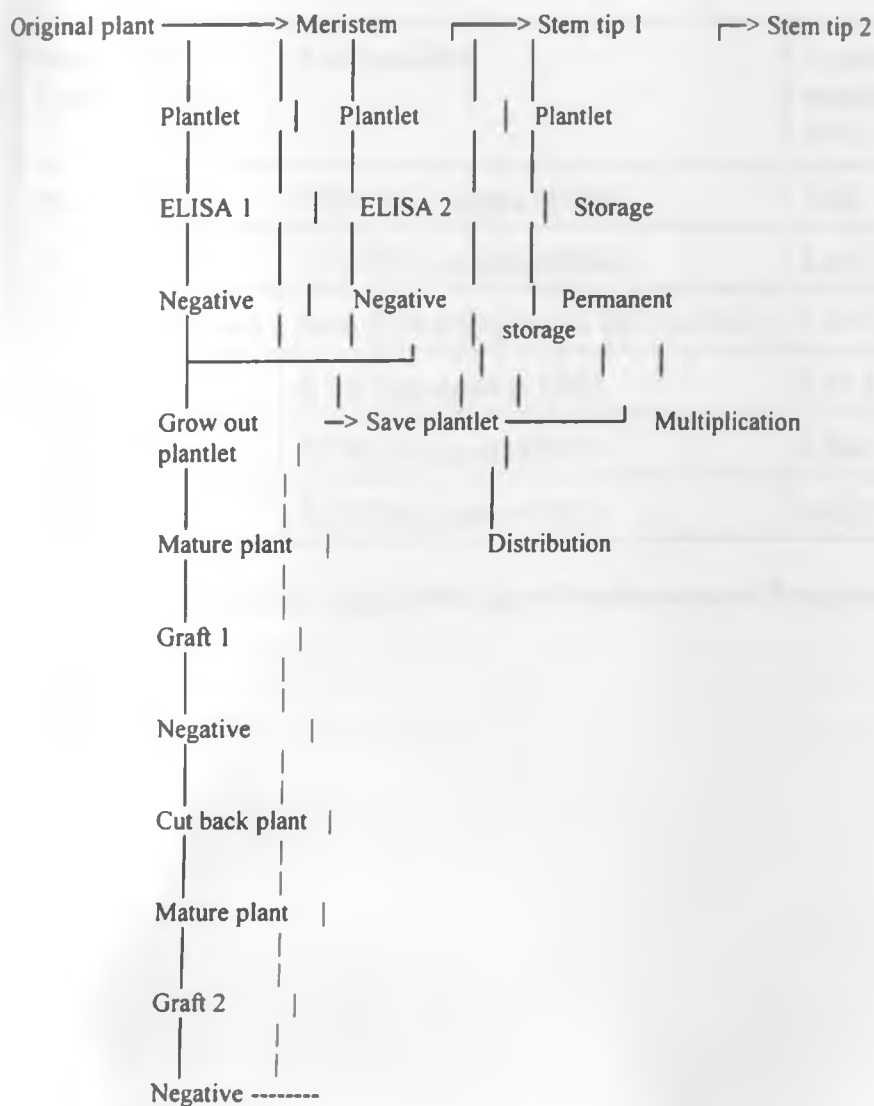 Original plant ———> Meristem ┌——> Stem tip 1 ┌—> Stem tip 2
Plantlet | Plantlet | Plantlet
ELISA 1 | ELISA 2 | Storage
Negative | Negative | Permanent
storage
Grow out —> Save plantlet ——— Multiplication
plantlet |
Mature plant | Distribution
Graft 1 |
Negative |
Cut back plant |
Mature plant |
Graft 2 |
Negative --------